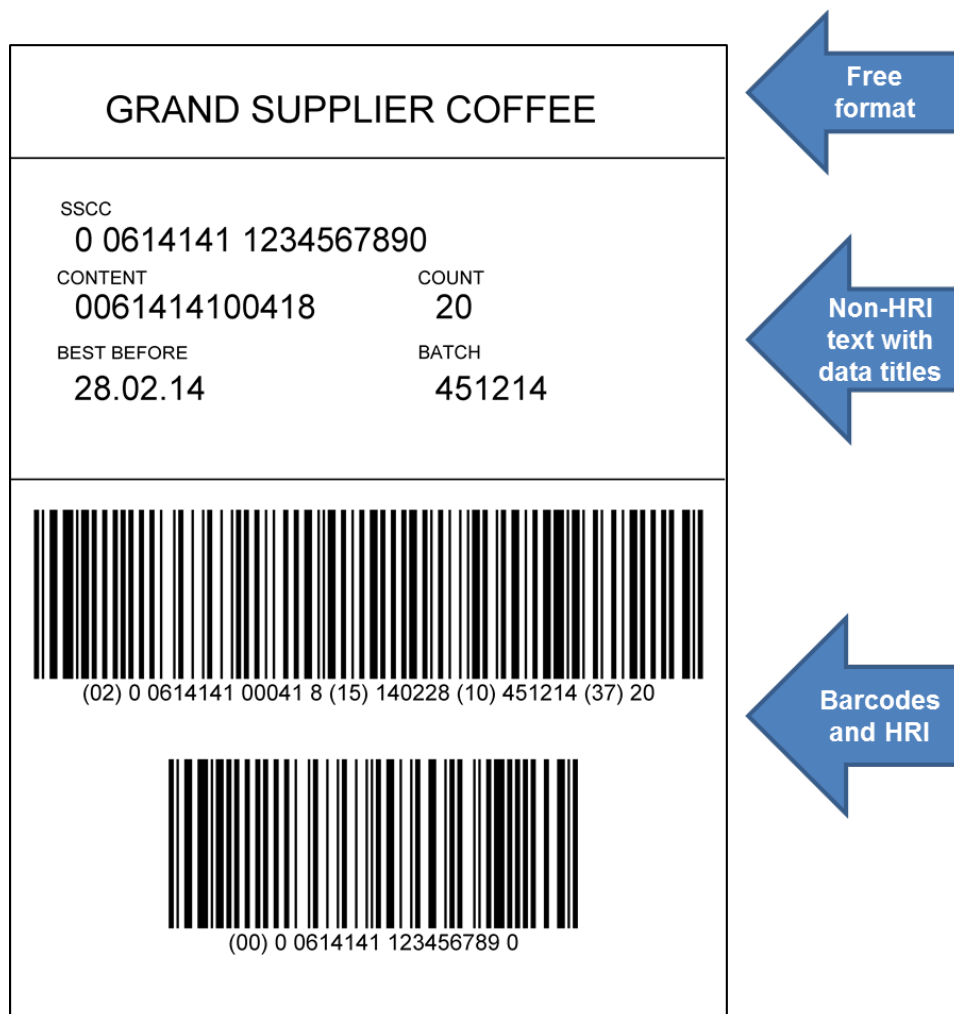 GRAND SUPPLIER COFFEE
Free
format
SSCC
0 0614141 1234567890
CONTENT COUNT
0061414100418 20
BEST BEFORE BATCH
28.02.14 451214
Non-HRI
text with
data titles
(02) 0 0614141 00041 8 (15) 140228 (10) 451214 (37) 20
(00) 0 0614141 123456789 0
Barcodes
and HRI